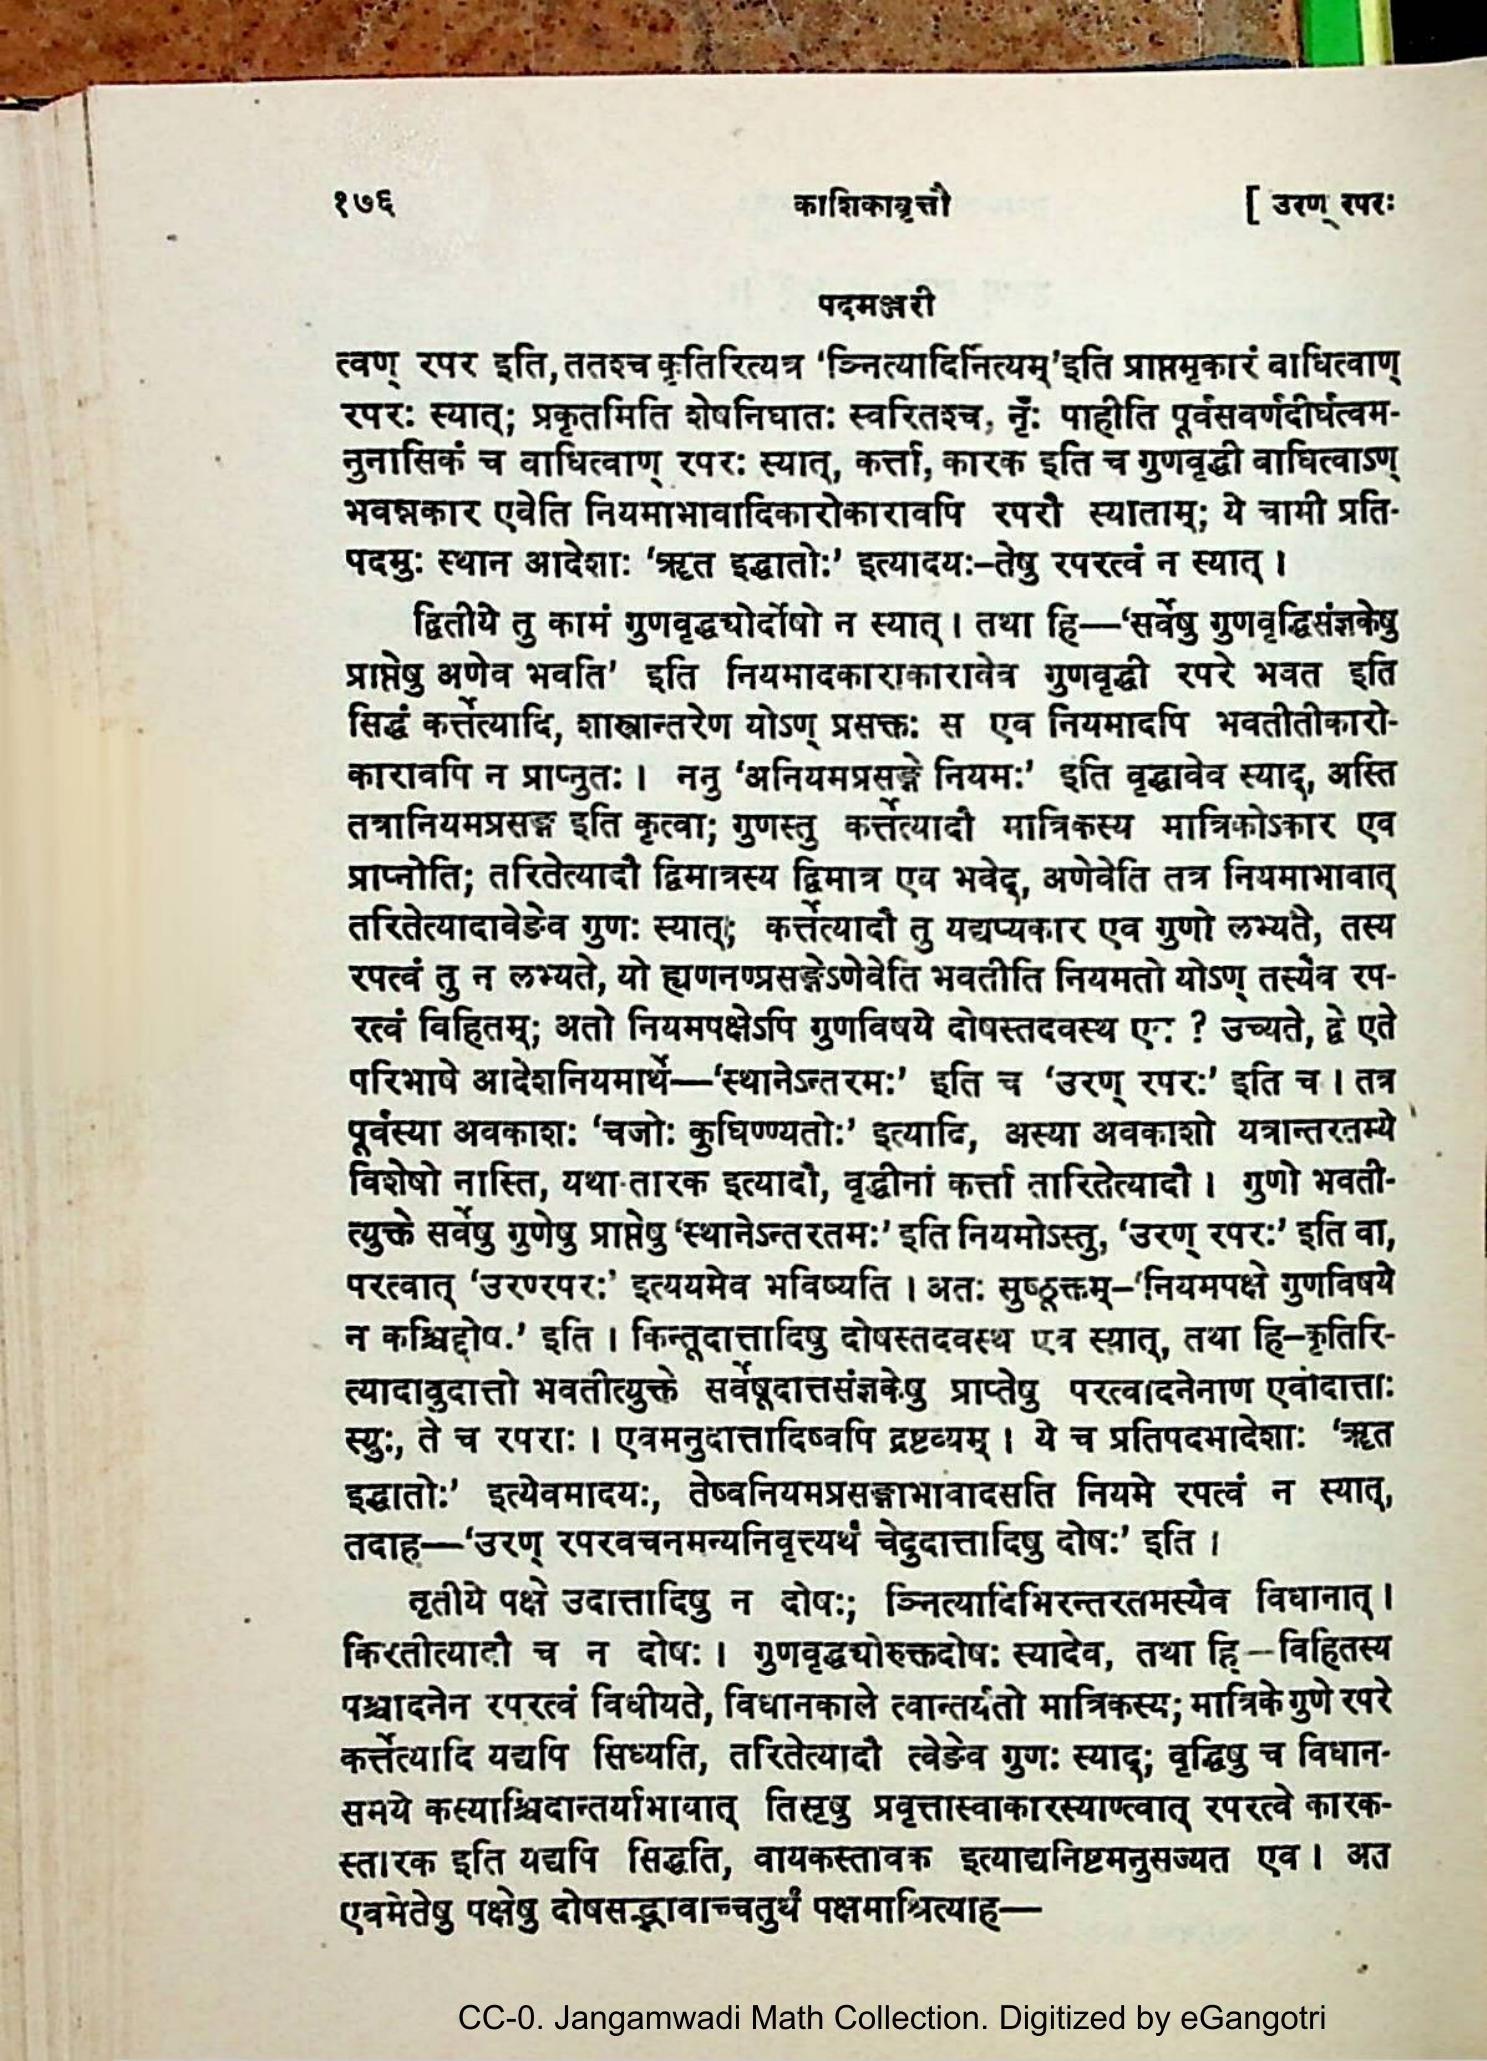 १७६ काशिकावृत्तौ [ उरण् रपरः
पदमञ्जरी
त्वण् रपर इति, ततश्च कृतिरित्यत्र ‘ञ्नित्यादिर्नित्यम्’ इति प्राप्तमृकारं बाधित्वाण्
रपरः स्यात्; प्रकृतमिति शेषनिघातः स्वरितश्च, नॄँः पाहीति पूर्वसवर्णदीर्घत्वम-
नुनासिकं च बाधित्वाण् रपरः स्यात्, कर्त्ता, कारक इति च गुणवृद्धी बाधित्वाऽण्
भवन्नकार एवेति नियमाभावादिकारोकारावपि रपरौ स्याताम्; ये चामी प्रति-
पदमुः स्थान आदेशाः ‘ॠत इद्धातोः’ इत्यादयः–तेषु रपरत्वं न स्यात् ।
द्वितीये तु कामं गुणवृद्धयोर्दोषो न स्यात् । तथा हि—‘सर्वेषु गुणवृद्धिसंज्ञकेषु
प्राप्तेषु अणेव भवति’ इति नियमादकाराकारावेव गुणवृद्धी रपरे भवत इति
सिद्धं कर्त्तेत्यादि, शास्त्रान्तरेण योऽण् प्रसक्तः स एव नियमादपि भवतीतीकारो-
कारावपि न प्राप्नुतः । ननु ‘अनियमप्रसङ्गे नियमः’ इति वृद्धावेव स्याद्, अस्ति
तत्रानियमप्रसङ्ग इति कृत्वा; गुणस्तु कर्त्तेत्यादौ मात्रिकस्य मात्रिकोऽकार एव
प्राप्नोति; तरितेत्यादौ द्विमात्रस्य द्विमात्र एव भवेद्, अणेवेति तत्र नियमाभावात्
तरितेत्यादावेङेव गुणः स्यात्; कर्त्तेत्यादौ तु यद्यप्यकार एव गुणो लभ्यते, तस्य
रपत्वं तु न लभ्यते, यो ह्यणनण्प्रसङ्गेऽणेवेति भवतीति नियमतो योऽण् तस्यैव रप-
रत्वं विहितम्; अतो नियमपक्षेऽपि गुणविषये दोषस्तदवस्थ एव ? उच्यते, द्वे एते
परिभाषे आदेशनियमार्थे—‘स्थानेऽन्तरमः’ इति च ‘उरण् रपरः’ इति च । तत्र
पूर्वस्या अवकाशः ‘चजोः कुघिण्ण्यतोः’ इत्यादि, अस्या अवकाशो यत्रान्तरतम्ये
विशेषो नास्ति, यथा तारक इत्यादौ, वृद्धीनां कर्त्ता तारितेत्यादौ । गुणो भवती-
त्युक्ते सर्वेषु गुणेषु प्राप्तेषु ‘स्थानेऽन्तरतमः’ इति नियमोऽस्तु, ‘उरण् रपरः’ इति वा,
परत्वात् ‘उरण्रपरः’ इत्ययमेव भविष्यति । अतः सुष्ठूक्तम्–‘नियमपक्षे गुणविषये
न कश्चिद्दोष.’ इति । किन्तूदात्तादिषु दोषस्तदवस्थ एव स्यात्, तथा हि–कृतिरि-
त्यादावुदात्तो भवतीत्युक्ते सर्वेषूदात्तसंज्ञकेषु प्राप्तेषु परत्वादनेनाण एवोदात्ताः
स्युः, ते च रपराः । एवमनुदात्तादिष्वपि द्रष्टव्यम् । ये च प्रतिपदभादेशाः ‘ॠत
इद्धातोः’ इत्येवमादयः, तेष्वनियमप्रसङ्गाभावादसति नियमे रपत्वं न स्यात्,
तदाह—‘उरण् रपरवचनमन्यनिवृत्त्यर्थं चेदुदात्तादिषु दोषः’ इति ।
तृतीये पक्षे उदात्तादिषु न दोषः; ञ्नित्यादिभिरन्तरतमस्यैव विधानात् ।
किरतीत्यादौ च न दोषः । गुणवृद्धयोरुक्तदोषः स्यादेव, तथा हि–विहितस्य
पश्चादनेन रपरत्वं विधीयते, विधानकाले त्वान्तर्यतो मात्रिकस्य; मात्रिके गुणे रपरे
कर्त्तेत्यादि यद्यपि सिध्यति, तरितेत्यादौ त्वेङेव गुणः स्याद्; वृद्धिषु च विधान-
समये कस्याश्चिदान्तर्याभावात् तिसृषु प्रवृत्तास्वाकारस्याण्त्वात् रपरत्वे कारक-
स्तारक इति यद्यपि सिद्धति, वायकस्तावक इत्याद्यनिष्टमनुसज्यत एव । अत
एवमेतेषु पक्षेषु दोषसद्भावाच्चतुर्थं पक्षमाश्रित्याह—
CC-0. Jangamwadi Math Collection. Digitized by eGangotri